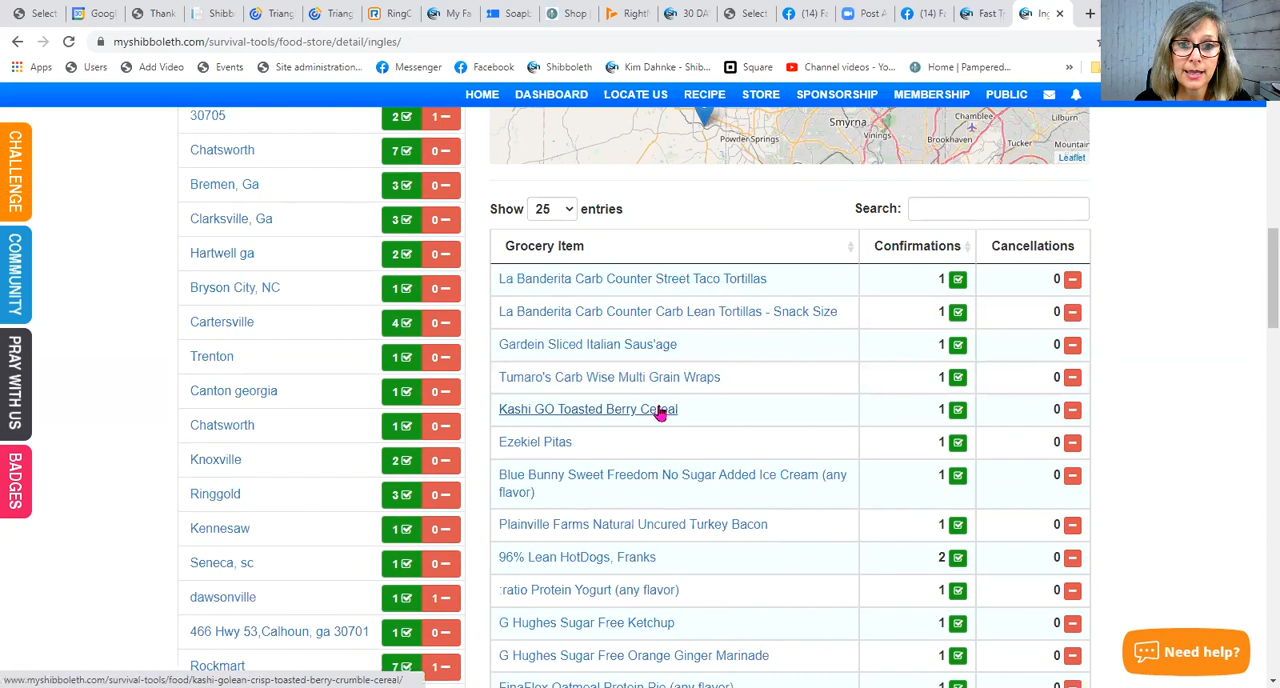 Select
Googl
Thank
Shibb
Triang
Triang
RingC
My Fa
SoapL
Shop |
Right
30 DA
Select
(14) Fa
Post A
(14) Fa
Fast T
Ing
myshibboleth.com/survival-tools/food-store/detail/ingles/
Apps Users Add Video Events Site administration... Messenger Faceboo Shibboleth Kim Dahnke - Shib... Square Channel videos - Yo... Home | Pampered... »
HOME DASHBOARD LOCATE US RECIPE STORE SPONSORSHIP MEMBERSHIP PUBLIC
CHALLENGE
COMMUNITY
PRAY WITH US
BADGES
30705 2 1
Chatsworth 7 0
Bremen, Ga 3 0
Clarksville, Ga 3 0
Hartwell ga 2 0
Bryson City, NC 1 0
Cartersville 4 0
Trenton 1 0
Canton georgia 1 0
Chatsworth 1 0
Knoxville 2 0
Ringgold 3 0
Kennesaw 1 0
Seneca, sc 1 0
dawsonville 1 1
466 Hwy 53,Calhoun, ga 30701 1 0
Rockmart 7 1
Smyrna
Chamblee
Lilburn
Powder Springs
Tucker
Brookhaven
Mountain
Leaflet
Show 25 entries Search:
Grocery Item Confirmations Cancellations
La Banderita Carb Counter Street Taco Tortillas 1 0
La Banderita Carb Counter Carb Lean Tortillas - Snack Size 1 0
Gardein Sliced Italian Saus'age 1 0
Tumaro's Carb Wise Multi Grain Wraps 1 0
Kashi GO Toasted Berry Cereal 1 0
Ezekiel Pitas 1 0
Blue Bunny Sweet Freedom No Sugar Added Ice Cream (any 1 0
flavor)
Plainville Farms Natural Uncured Turkey Bacon 1 0
96% Lean HotDogs, Franks 2 0
:ratio Protein Yogurt (any flavor) 1 0
G Hughes Sugar Free Ketchup 1 0
G Hughes Sugar Free Orange Ginger Marinade 1 0
FinaFlex Oatmeal Protein Pie (any flavor) 1 0
Need help?
www.myshibboleth.com/survival-tools/food/kashi-golean-crisp-toasted-berry-crumble-cereal/